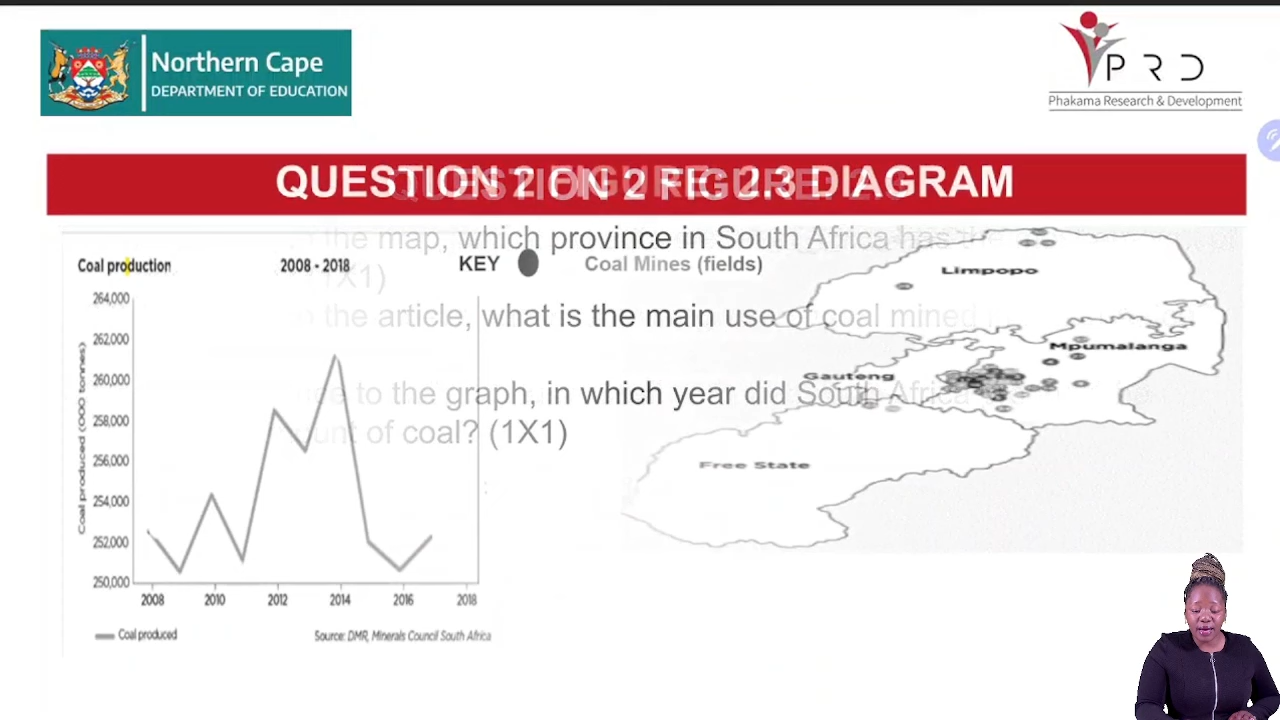 Northern Cape
DEPARTMENT OF EDUCATION
P R D
Phakama Research & Development
QUESTION 2 FIG 2.3 DIAGRAM
the map, which province in South Africa has
(1X1)
the article, what is the main use of coal mined
to the graph, in which year did South Africa
of coal? (1X1)
Coal production 2008 - 2018
KEY Coal Mines (fields)
Coal produced (000 tonnes)
264,000
262,000
260,000
258,000
256,000
254,000
252,000
250,000
2008 2010 2012 2014 2016 2018
Coal produced
Source: DMR, Minerals Council South Africa
Limpopo
Mpumalanga
Gauteng
Free State